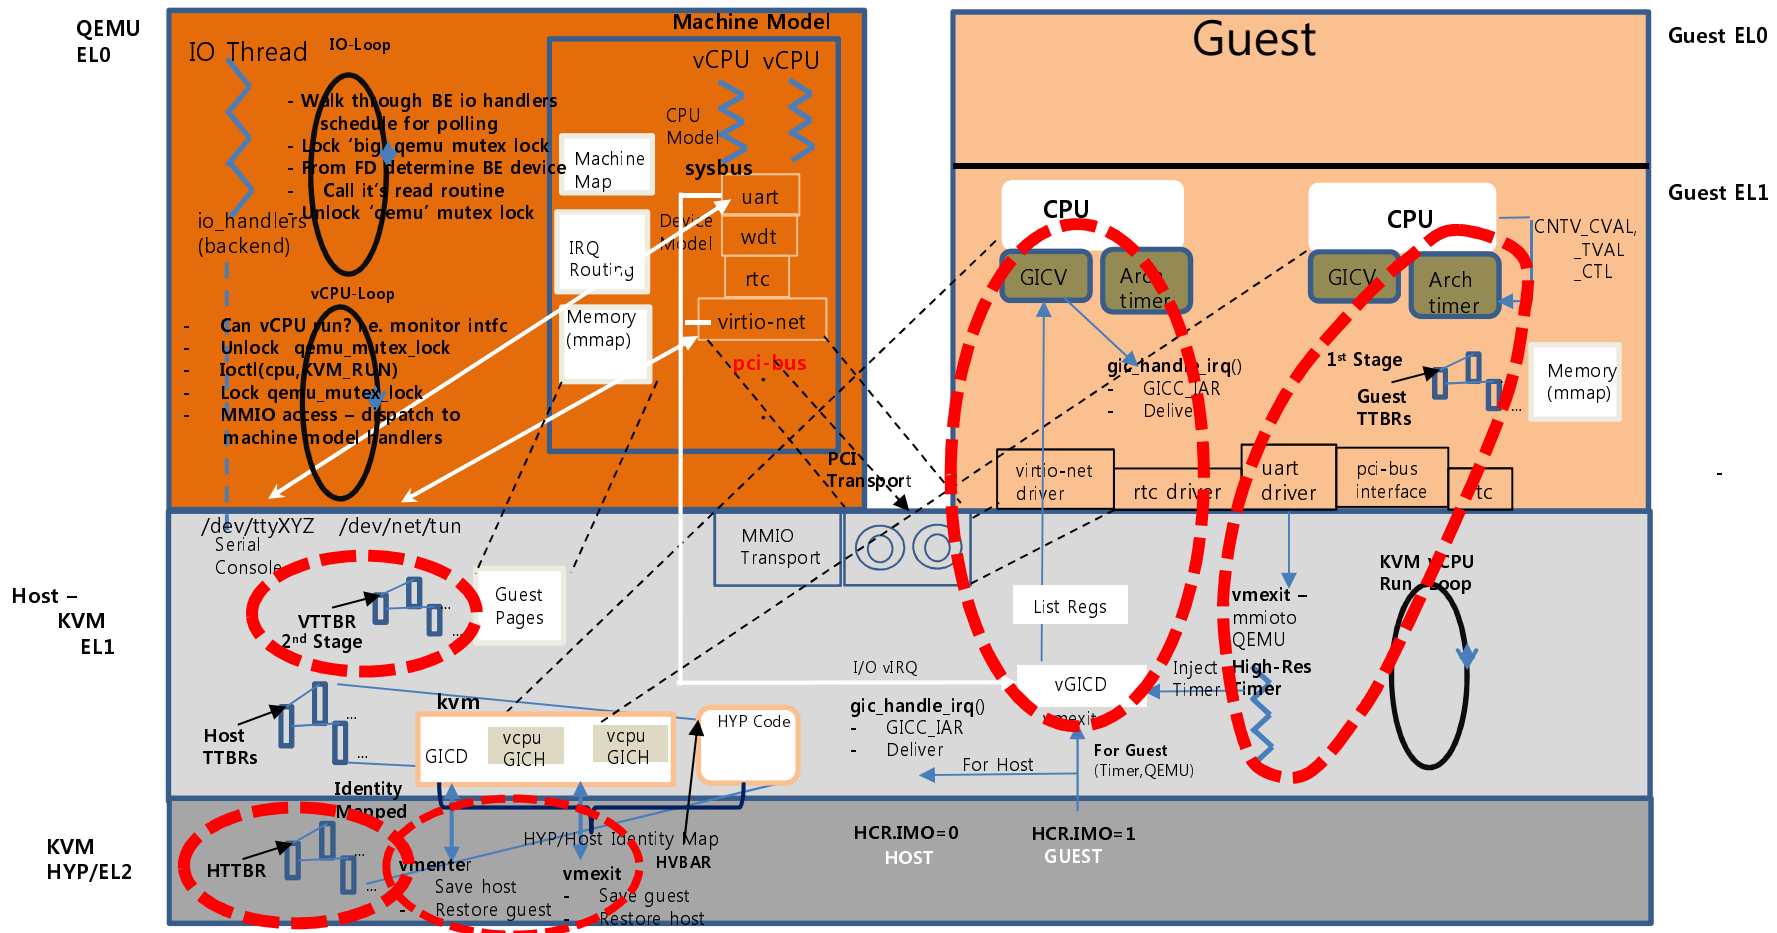 QEMU
EL0
IO Thread
IO-Loop
- Walk through BE io handlers
schedule for polling
- Lock ‘big’ qemu mutex lock
- From FD determine BE device
- Call it’s read routine
- Unlock ‘qemu’ mutex lock
io_handlers
(backend)
vCPU-Loop
- Can vCPU run? i.e. monitor intfc
- Unlock qemu_mutex_lock
- Ioctl(cpu,KVM_RUN)
- Lock qemu_mutex_lock
- MMIO access – dispatch to
machine model handlers
Machine Model
vCPU vCPU
CPU
Model
sysbus
Machine
Map
IRQ
Routing
Memory
(mmap)
Device
Model
uart
wdt
rtc
virtio-net
pci-bus
.
.
PCI
Transport
Guest
Guest EL0
Guest EL1
CPU
GICV
Arch
timer
CPU
GICV
Arch
timer
CNTV_CVAL,
_TVAL
_CTL
gic_handle_irq()
- GICC_IAR
- Deliver
1st Stage
Guest
TTBRs
...
Memory
(mmap)
virtio-net
driver
rtc driver
uart
driver
pci-bus
interface
rtc
-
Host –
KVM
EL1
/dev/ttyXYZ /dev/net/tun
Serial
Console
VTTBR
2nd Stage
...
...
Guest
Pages
MMIO
Transport
List Regs
vmexit –
mmioto
QEMU
KVM vCPU
Run Loop
I/O vIRQ
vGICD
vmexit
Inject
Timer
High-Res
Timer
Host
TTBRs
...
...
kvm
GICD
vcpu
GICH
vcpu
GICH
HYP Code
gic_handle_irq()
- GICC_IAR
- Deliver
For Host
For Guest
(Timer,QEMU)
Identity
Mapped
KVM
HYP/EL2
HTTBR
...
...
HYP/Host Identity Map
HVBAR
vmenter
- Save host
- Restore guest
vmexit
- Save guest
- Restore host
HCR.IMO=0
HOST
HCR.IMO=1
GUEST